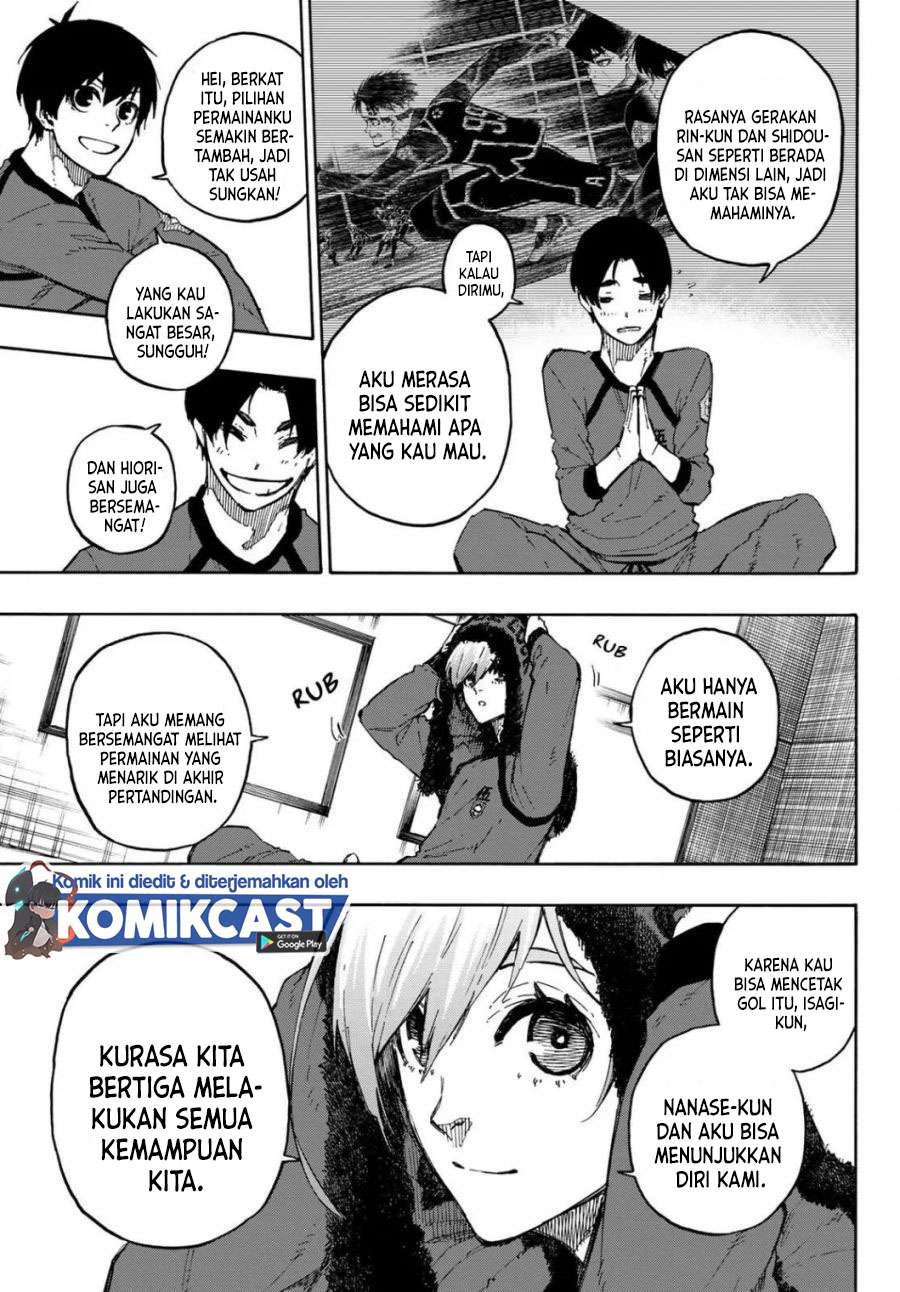 RASANYA GERAKAN
RIN-KUN DAN SHIDOU-
SAN SEPERTI BERADA
DI DIMENSI LAIN, JADI
AKU TAK BISA ME-
MAHAMINYA.
TAPI
KALAU
DIRIMU,
AKU MERASA
BISA SEDIKIT
MEMAHAMI APA
YANG KAU MAU.
HEI, BERKAT
ITU, PILIHAN
PERMAINANKU
SEMAKIN BER-
TAMBAH, JADI
TAK USAH
SUNGKAN!
YANG KAU
LAKUKAN SA-
NGAT BESAR,
SUNGGUH!
DAN HIORI-
SAN JUGA
BERSEMA-
NGAT!
RUB
RUB
AKU HANYA
BERMAIN
SEPERTI
BIASANYA.
TAPI AKU MEMANG
BERSEMANGAT MELIHAT
PERMAINAN YANG
MENARIK DI AKHIR
PERTANDINGAN.
Komik ini diedit & diterjemahkan oleh
KOMIKCAST
GET IT ON
Google Play
KARENA KAU
BISA MENCETAK
GOL ITU, ISAGI-
KUN,
NANASE-KUN
DAN AKU BISA
MENUNJUKKAN
DIRI KAMI.
KURASA KITA
BERTIGA MELA-
KUKAN SEMUA
KEMAMPUAN
KITA.